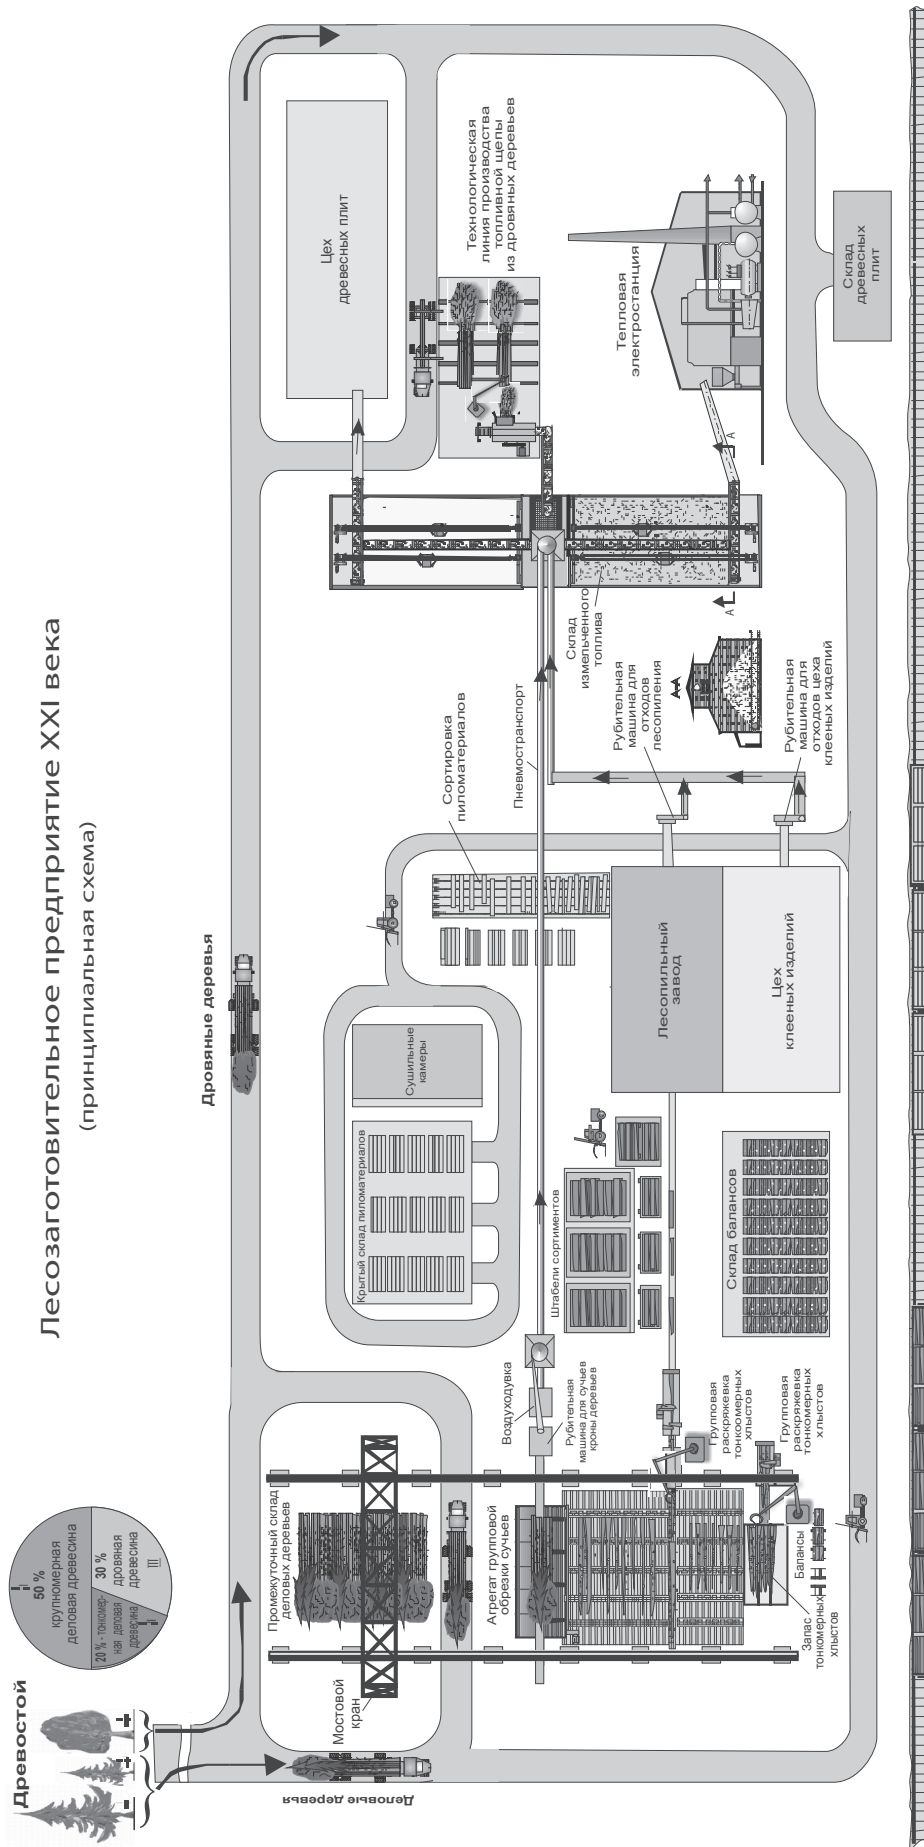 Лесозаготовительное предприятие XXI века
(принципиальная схема)
Древостой
50 %
крупномерная
деловая древесина
20 % - тонкомер-
ная деловая
древесина
30 %
дровяная
древесина
III
Деловые деревья
Дровяные деревья
Мостовой
кран
Промежуточный склад
деловых деревьев
Агрегат групповой
обрезки сучьев
Запас
тонкомерных
хлыстов
Балансы
Групповая
раскряжевка
тонкоомерных
хлыстов
Групповая
раскряжевка
тонкомерных
хлыстов
Воздуходувка
Рубительная
машина для сучьев
кроны деревьев
Штабели сортиментов
Склад балансов
Крытый склад пиломатериалов
Сушильные
камеры
Сортировка
пиломатериалов
Лесопильный
завод
Цех
клееных изделий
Пневмостранспорт
Рубительная
машина для
отходов
лесопиления
Рубительная
машина для
отходов цеха
клееных изделий
Склад
измельченного
топлива
А-А
А
А
Цех
древесных плит
Технологическая
линия производства
топливной щепы
из дровяных деревьев
Тепловая
электростанция
Склад
древесных
плит